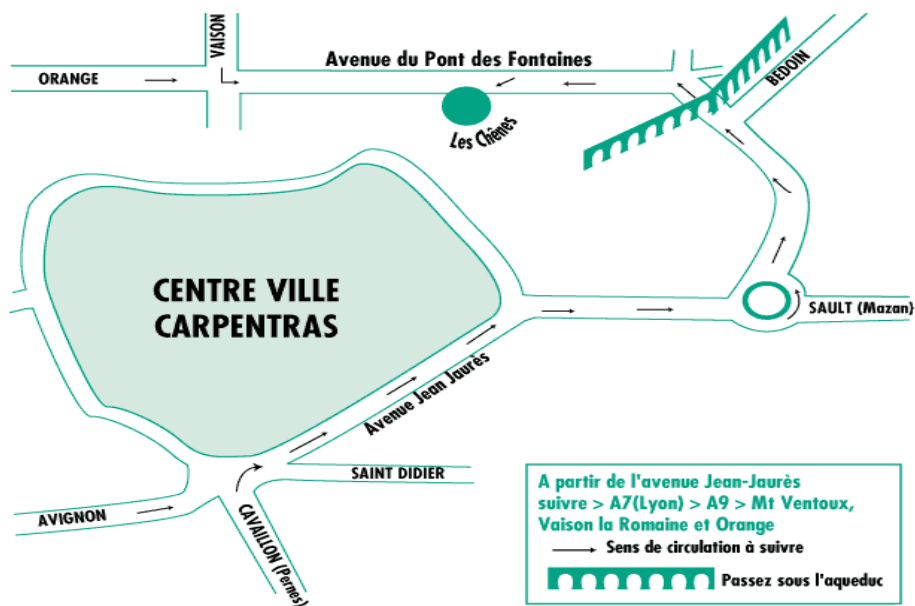 VAISON
Avenue du Pont des Fontaines
ORANGE
BEDOIN
Les Chênes
CENTRE VILLE
CARPENTRAS
SAULT (Mazan)
Avenue Jean Jaurès
SAINT DIDIER
AVIGNON
CAVAILLON (Pernes)
A partir de l'avenue Jean-Jaurès
suivre > A7(Lyon) > A9 > Mt Ventoux,
Vaison la Romaine et Orange
Sens de circulation à suivre
Passez sous l'aqueduc